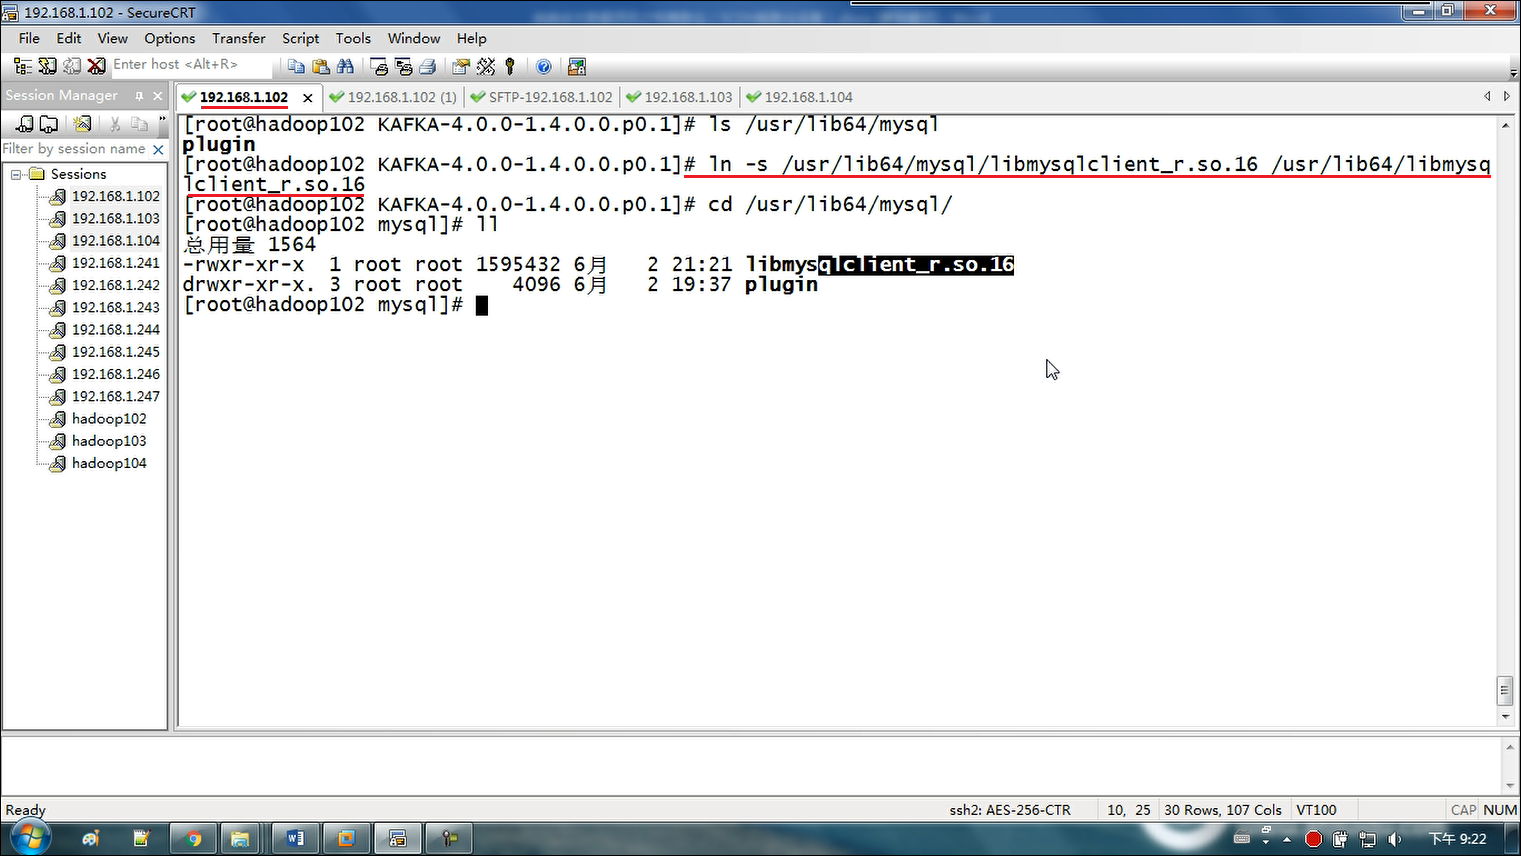 192.168.1.102 - SecureCRT
File Edit View Options Transfer Script Tools Window Help
Enter host <Alt+R>
Session Manager
192.168.1.102
192.168.1.102 (1)
SFTP-192.168.1.102
192.168.1.103
192.168.1.104
Filter by session name
Sessions
192.168.1.102
192.168.1.103
192.168.1.104
192.168.1.241
192.168.1.242
192.168.1.243
192.168.1.244
192.168.1.245
192.168.1.246
192.168.1.247
hadoop102
hadoop103
hadoop104
[root@hadoop102 KAFKA-4.0.0-1.4.0.0.p0.1]# ls /usr/lib64/mysql
plugin
[root@hadoop102 KAFKA-4.0.0-1.4.0.0.p0.1]# ln -s /usr/lib64/mysql/libmysqlclient_r.so.16 /usr/lib64/libmysq
lclient_r.so.16
[root@hadoop102 KAFKA-4.0.0-1.4.0.0.p0.1]# cd /usr/lib64/mysql/
[root@hadoop102 mysql]# ll
总用量 1564
-rwxr-xr-x  1 root root 1595432 6月   2 21:21 libmysqlclient_r.so.16
drwxr-xr-x. 3 root root    4096 6月   2 19:37 plugin
[root@hadoop102 mysql]#
Ready
ssh2: AES-256-CTR
10, 25
30 Rows, 107 Cols
VT100
CAP NUM
下午 9:22